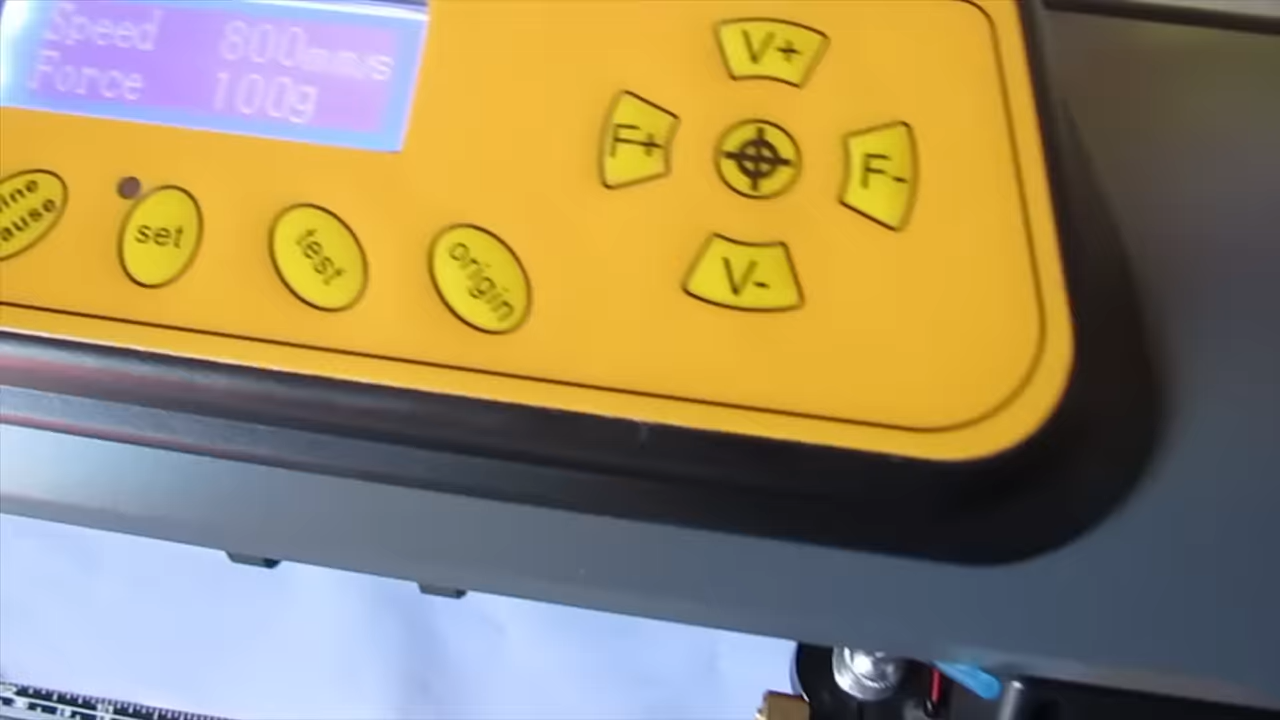 Speed 800mm/s
Force 100g
V+
F+
F-
V-
set
test
origin